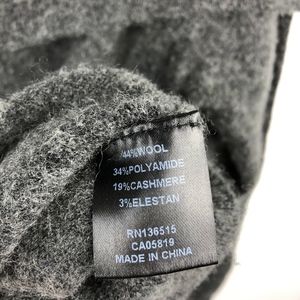 44%WOOL
34%POLYAMIDE
19%CASHMERE
3%ELESTAN
RN136515
CA05819
MADE IN CHINA